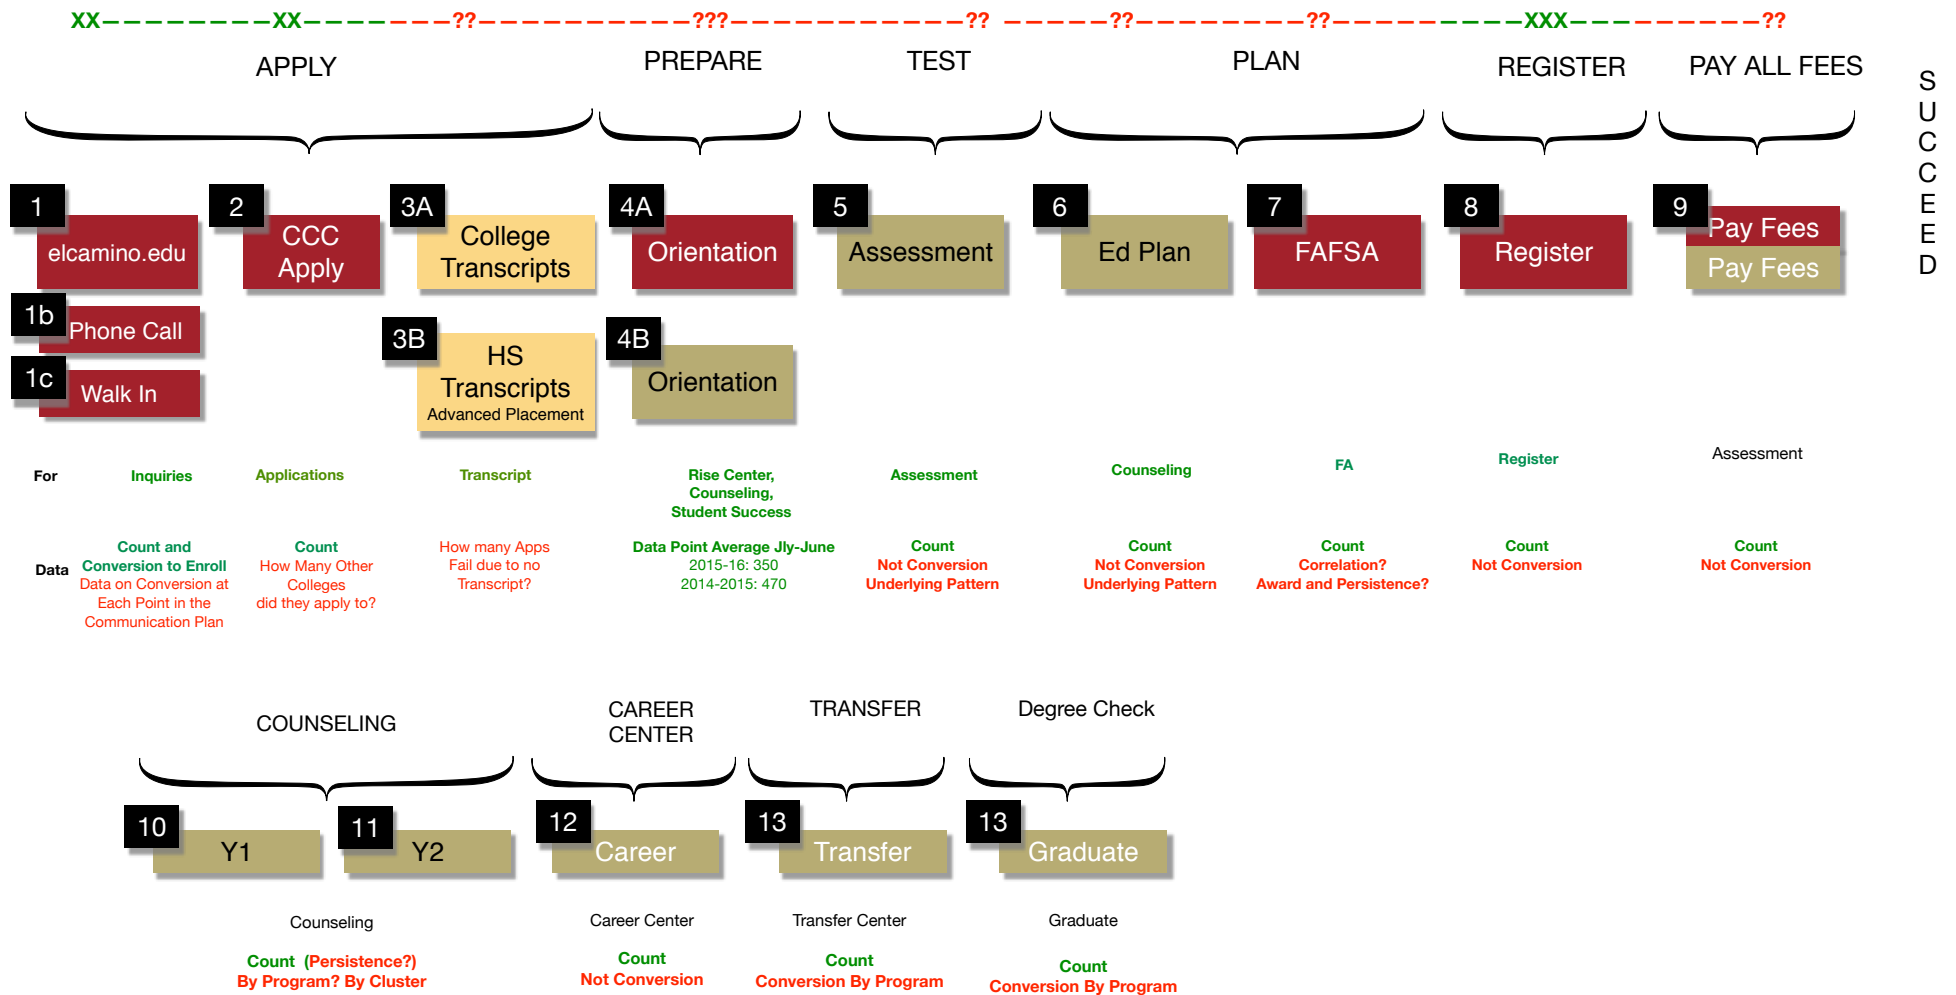 XX————XX————————??——————————???———————————?? —————??————————??—————————XXX——————————??
APPLY
PREPARE
TEST
PLAN
REGISTER
PAY ALL FEES
S
U
C
C
E
E
D
1
elcamino.edu
1b
Phone Call
1c
Walk In
2
CCC
Apply
3A
College
Transcripts
3B
HS
Transcripts
Advanced Placement
4A
Orientation
4B
Orientation
5
Assessment
6
Ed Plan
7
FAFSA
8
Register
9
Pay Fees
Pay Fees
For
Inquiries
Applications
Transcript
Rise Center,
Counseling,
Student Success
Assessment
Counseling
FA
Register
Assessment
Data
Count and
Conversion to Enroll
Data on Conversion at
Each Point in the
Communication Plan
Count
How Many Other
Colleges
did they apply to?
How many Apps
Fail due to no
Transcript?
Data Point Average Jly-June
2015-16: 350
2014-2015: 470
Count
Not Conversion
Underlying Pattern
Count
Not Conversion
Underlying Pattern
Count
Correlation?
Award and Persistence?
Count
Not Conversion
Count
Not Conversion
COUNSELING
CAREER
CENTER
TRANSFER
Degree Check
10
Y1
11
Y2
12
Career
13
Transfer
13
Graduate
Counseling
Career Center
Transfer Center
Graduate
Count (Persistence?)
By Program? By Cluster
Count
Not Conversion
Count
Conversion By Program
Count
Conversion By Program